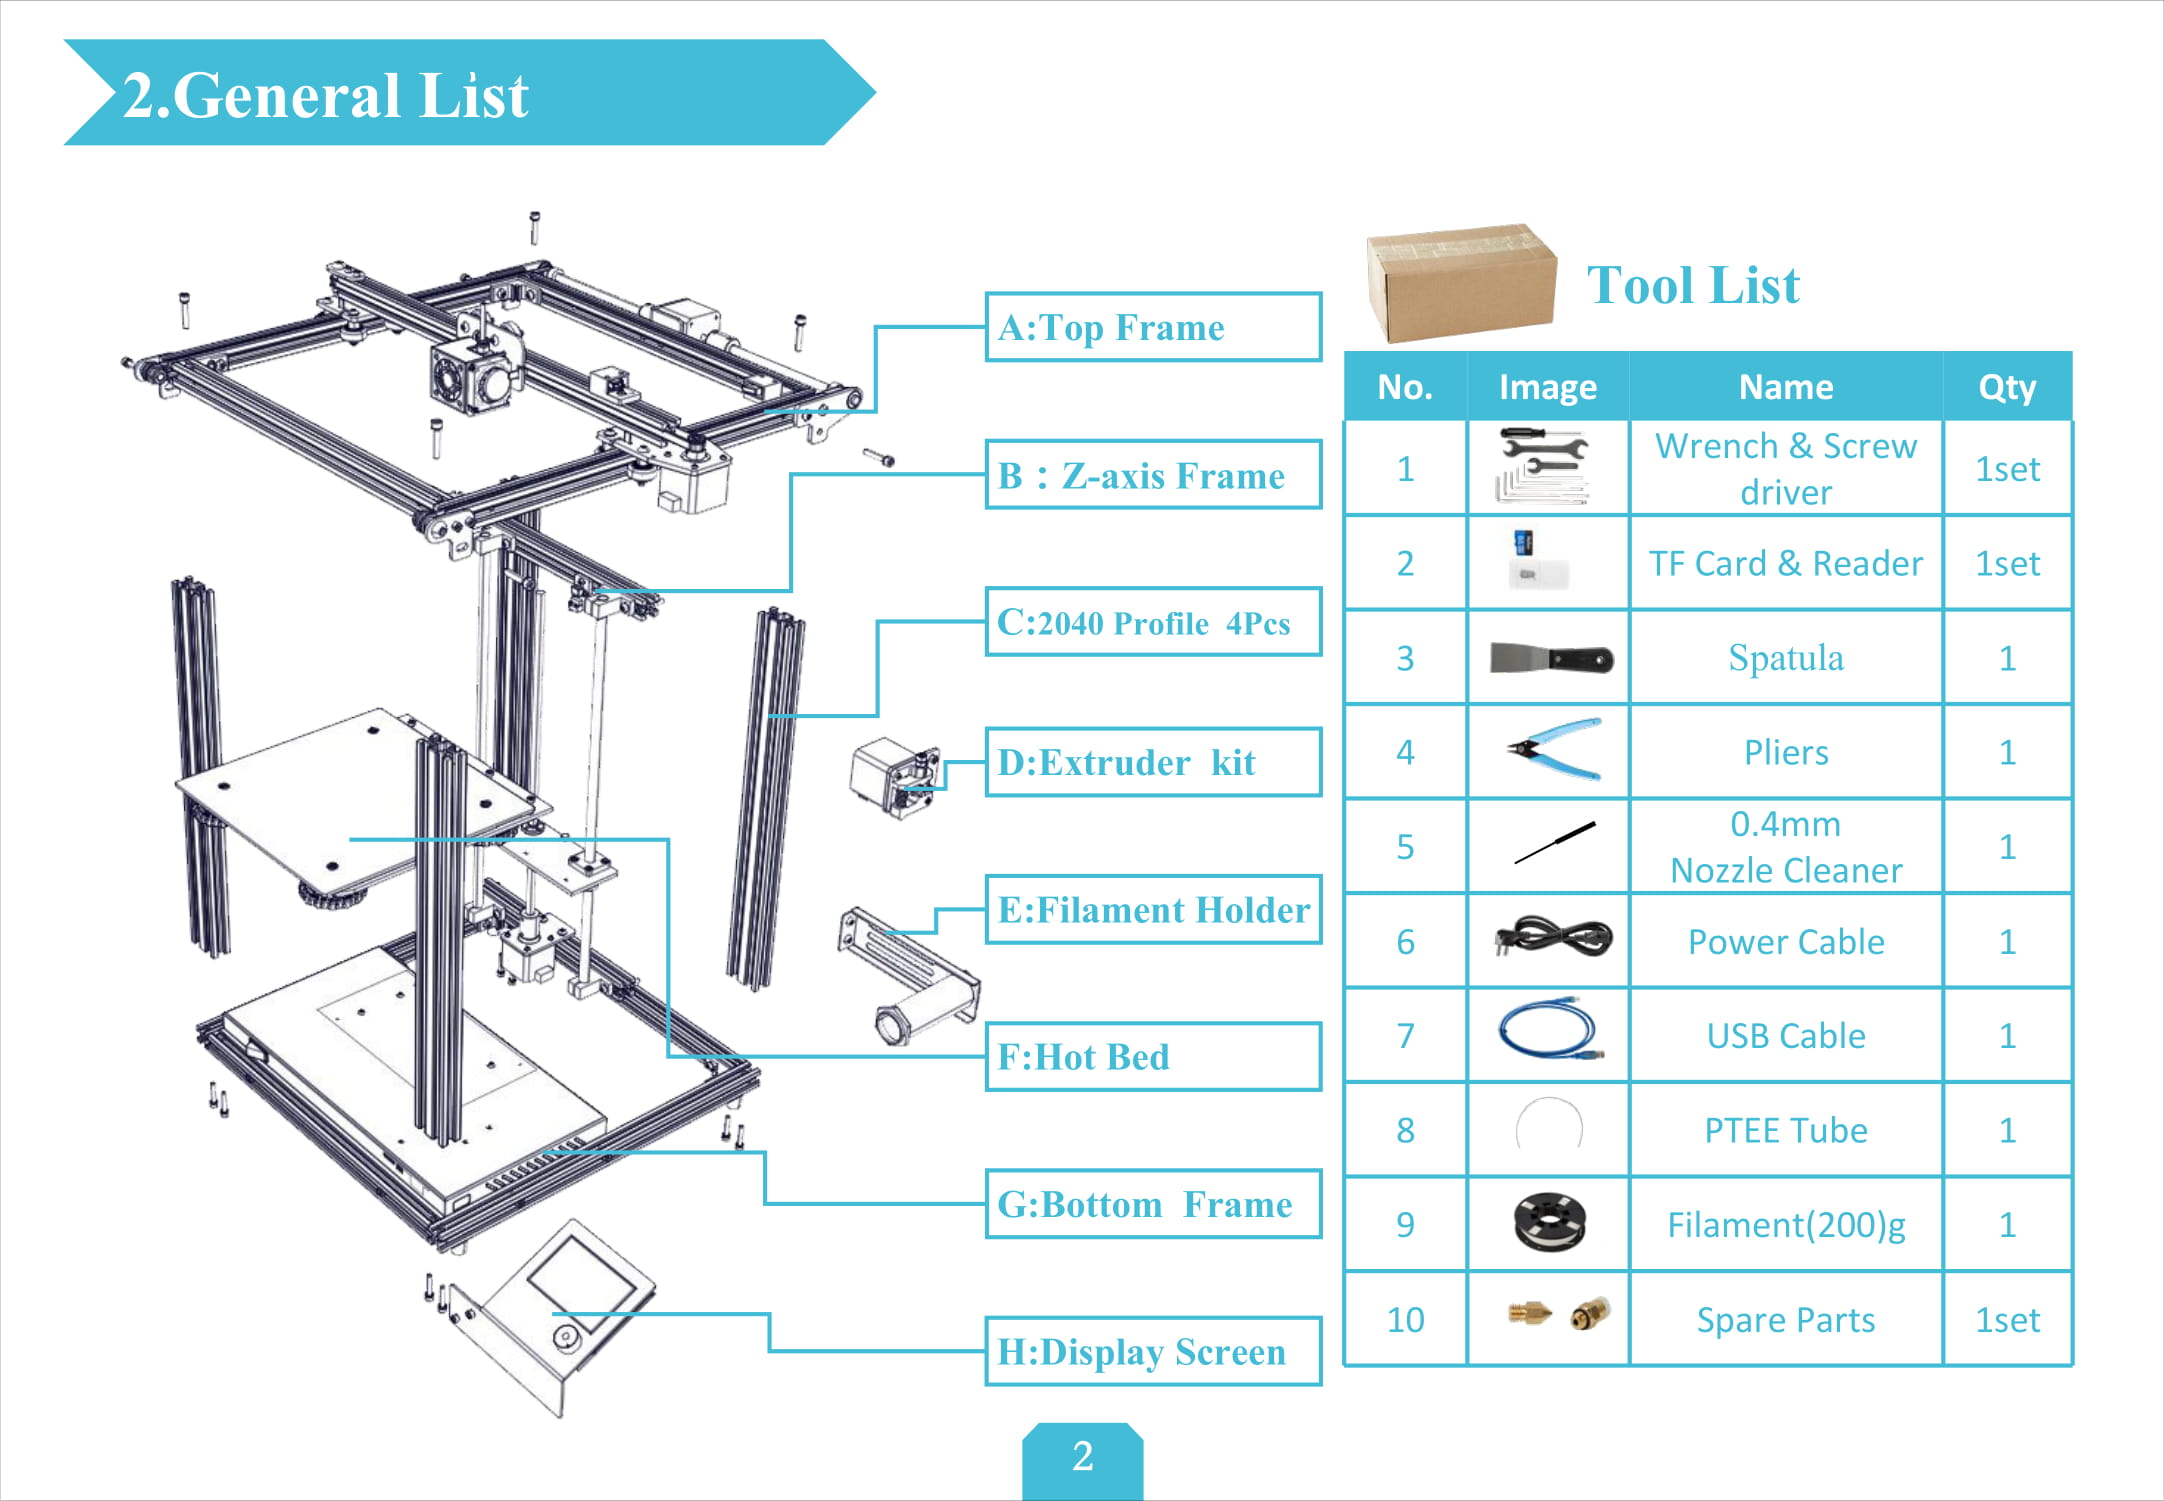 2.General List
A:Top Frame
B：Z-axis Frame
C:2040 Profile 4Pcs
D:Extruder kit
E:Filament Holder
F:Hot Bed
G:Bottom Frame
H:Display Screen
Tool List
No. Image Name Qty
1 Wrench & Screw
driver 1set
2 TF Card & Reader 1set
3 Spatula 1
4 Pliers 1
5 0.4mm
Nozzle Cleaner 1
6 Power Cable 1
7 USB Cable 1
8 PTEE Tube 1
9 Filament(200)g 1
10 Spare Parts 1set
2